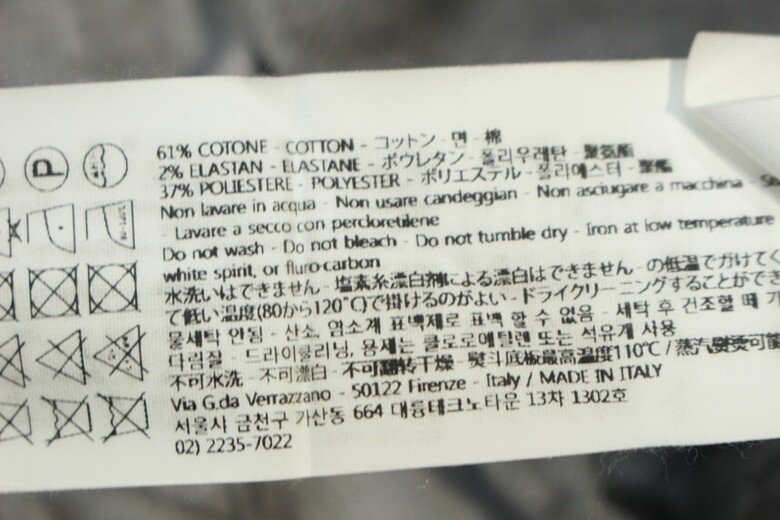 P
61% COTONE - COTTON - コットン - 면 - 棉
2% ELASTAN - ELASTANE - ポウレタン - 폴리우레탄 - 聚氨酯
37% POLIESTERE - POLYESTER - ポリエステル - 폴리에스터 - 聚酯
Non lavare in acqua - Non usare candeggian - Non asciugare a macchina - St
- Lavare a secco con percloretilene
Do not wash - Do not bleach - Do not tumble dry - Iron at low temperature
white spirit, or fluro-carbon
水洗いはできません - 塩素系漂白剤による漂白はできません - の低温でがけてく
て低い温度(80から120℃)で掛けるのがよい - ドライクリーニングすることができ
물세탁 안됨 - 산소, 염소계 표백제로 표백 할 수 없음 - 세탁 후 건조할 때 기
다림질 - 드라이클리닝, 용제는 클로로에틸렌 또는 석유계 사용
不可水洗 - 不可漂白 - 不可翻转干燥 - 熨斗底板最高温度110℃ / 蒸汽熨烫可能
Via G.da Verrazzano - 50122 Firenze - Italy / MADE IN ITALY
서울시 금천구 가산동 664 대륭테크노타운 13차 1302호
02) 2235-7022